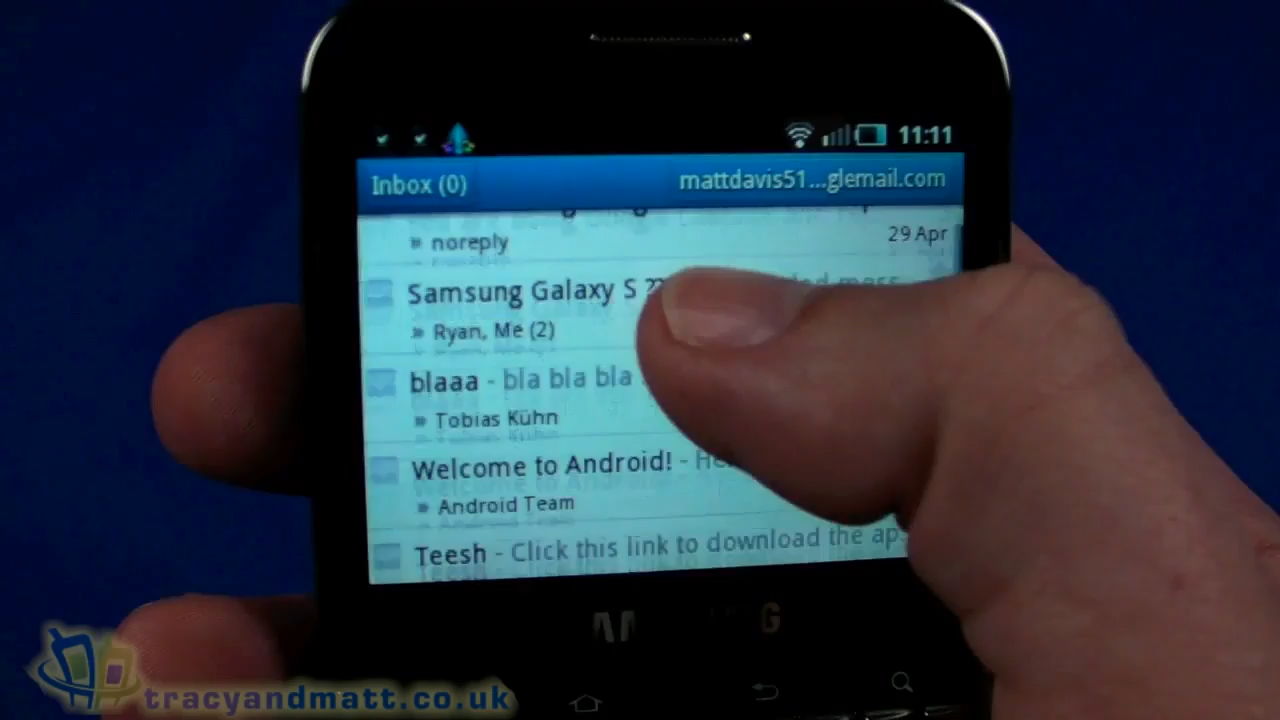 11:11
Inbox (0) mattdavis51...glemail.com
» noreply 29 Apr
Samsung Galaxy S
» Ryan, Me (2)
blaaa - bla bla bla
» Tobias Kühn
Welcome to Android! -
» Android Team
Teesh - Click this link to download the ap
tracyandmatt.co.uk